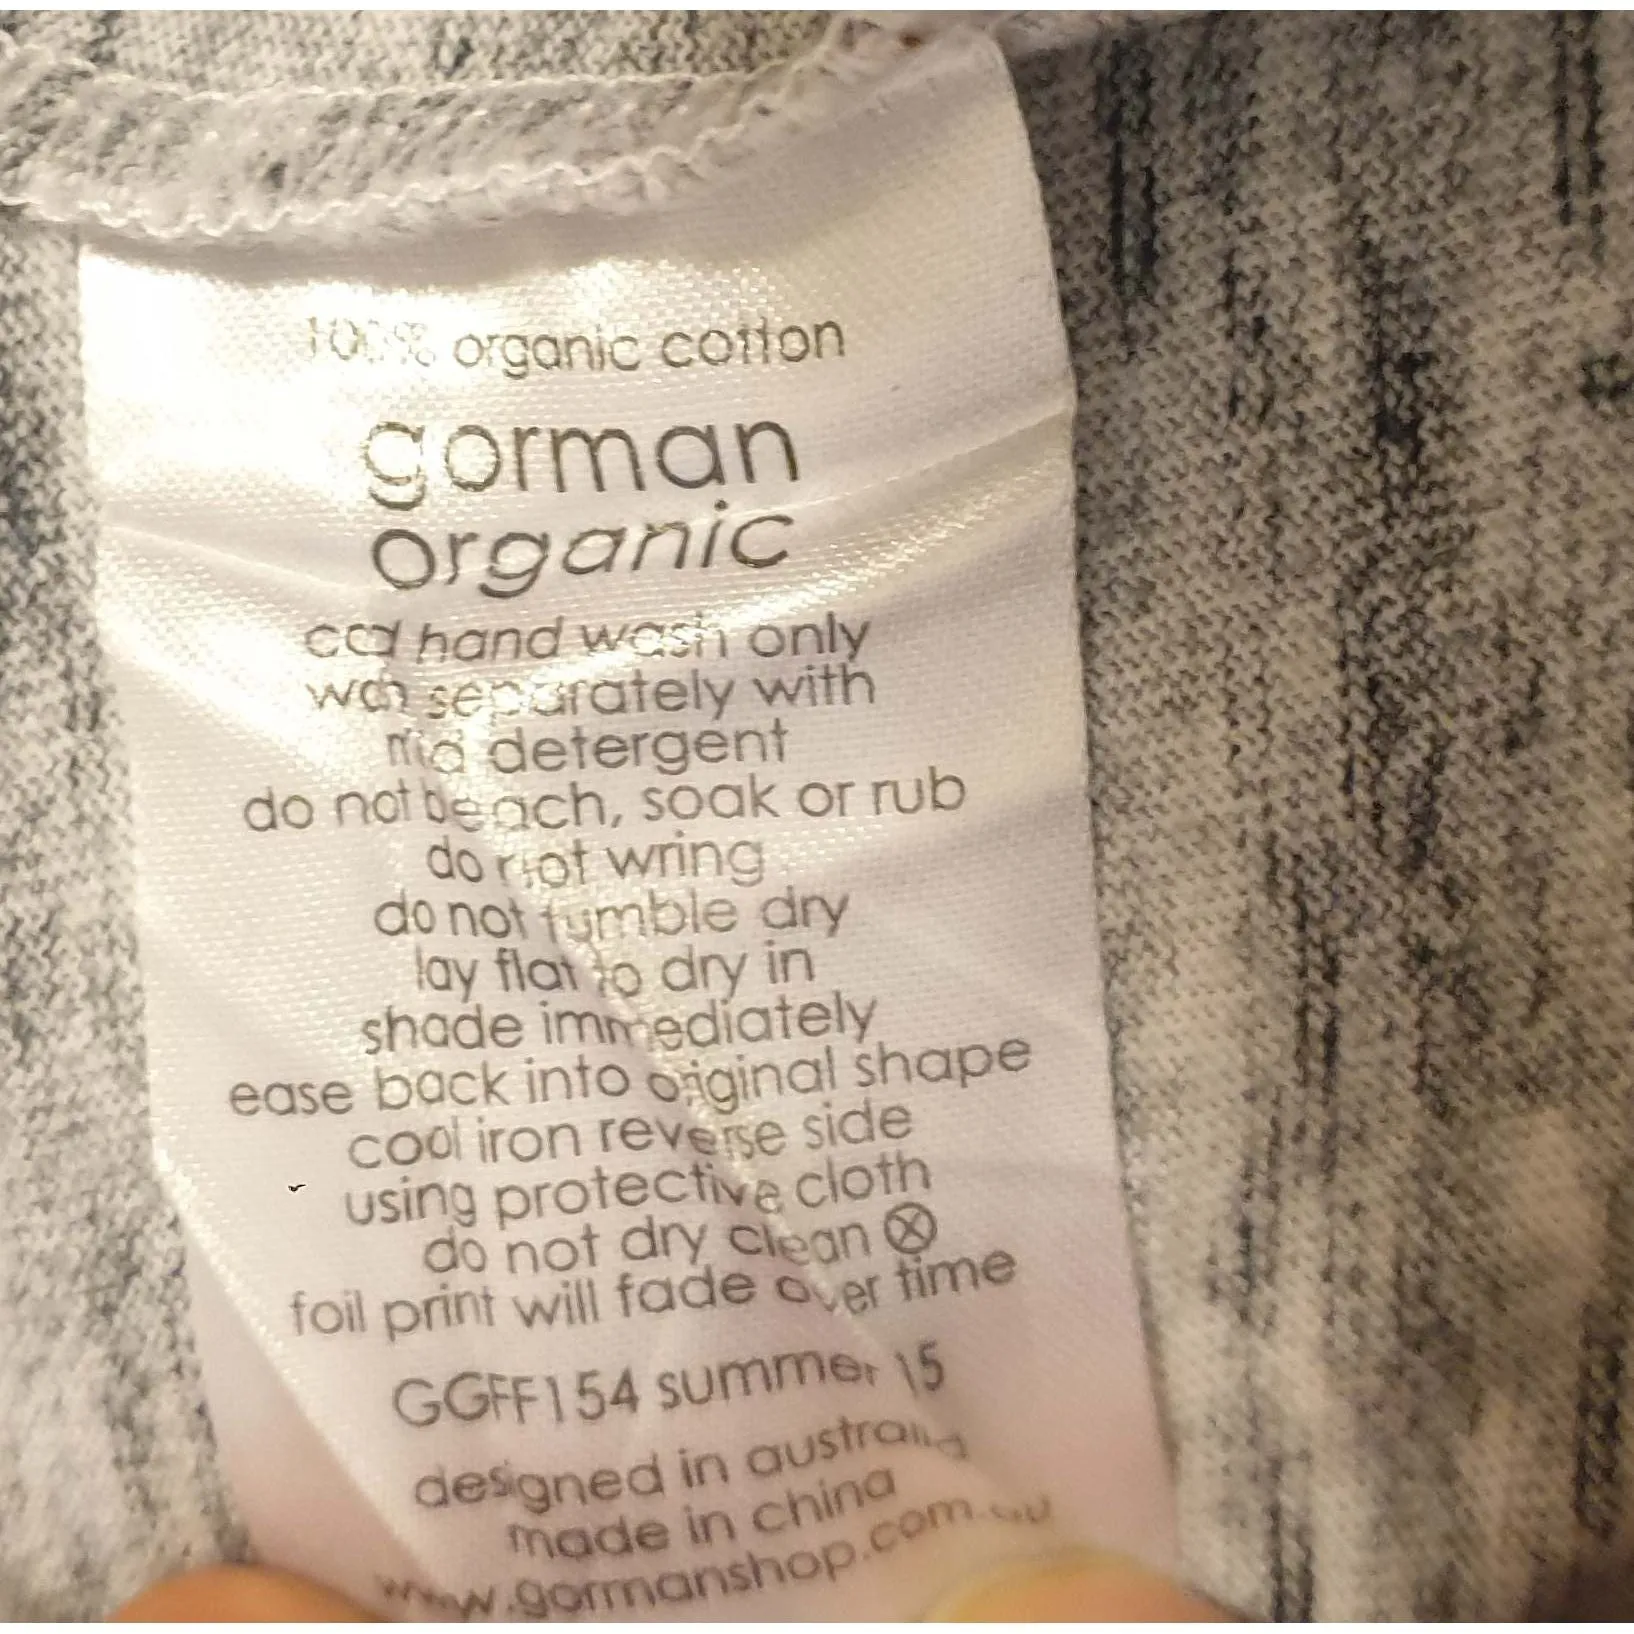 100% organic cotton
gorman
organic
cold hand wash only
wash separately with
mild detergent
do not bleach, soak or rub
do not wring
do not tumble dry
lay flat to dry in
shade immediately
ease back into original shape
cool iron reverse side
using protective cloth
do not dry clean ⓧ
foil print will fade over time
GGFF154 summer 15
designed in australia
made in china
www.gormanshop.com.au